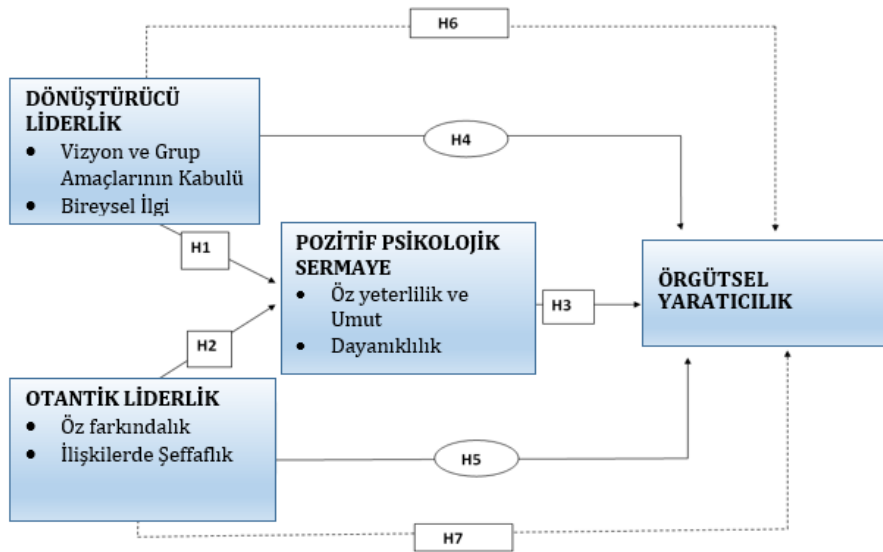 H6
DÖNÜŞTÜRÜCÜ
LİDERLİK
• Vizyon ve Grup
Amaçlarının Kabulü
• Bireysel İlgi
H4
H1
POZİTİF PSİKOLOJİK
SERMAYE
• Öz yeterlilik ve
Umut
• Dayanıklılık
H3
ÖRGÜTSEL
YARATICILIK
H2
OTANTİK LİDERLİK
• Öz farkındalık
• İlişkilerde Şeffaflık
H5
H7